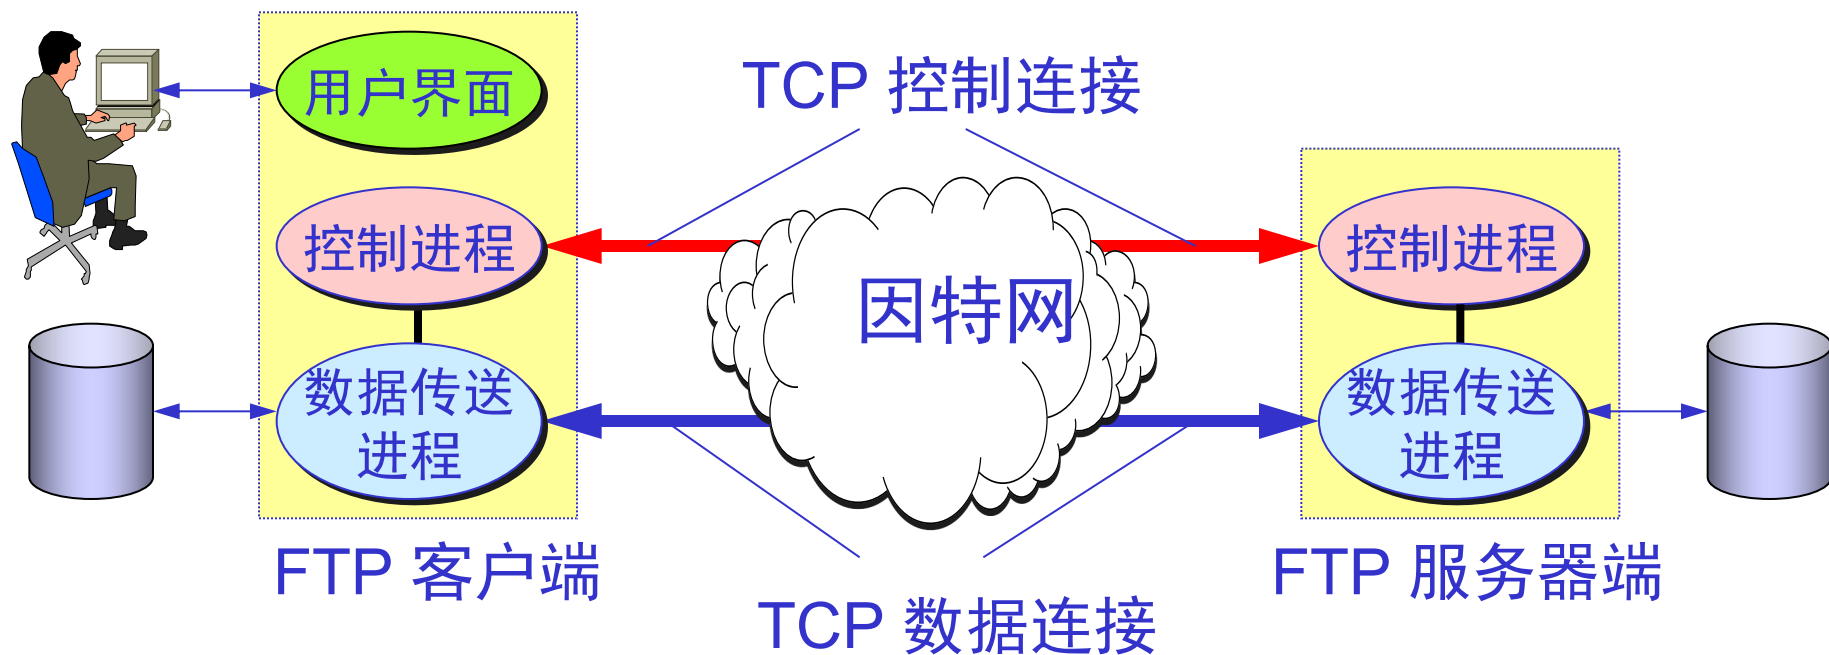 TCP 控制连接
用户界面
控制进程
控制进程
因特网
数据传送
进程
数据传送
进程
FTP 客户端
FTP 服务器端
TCP 数据连接